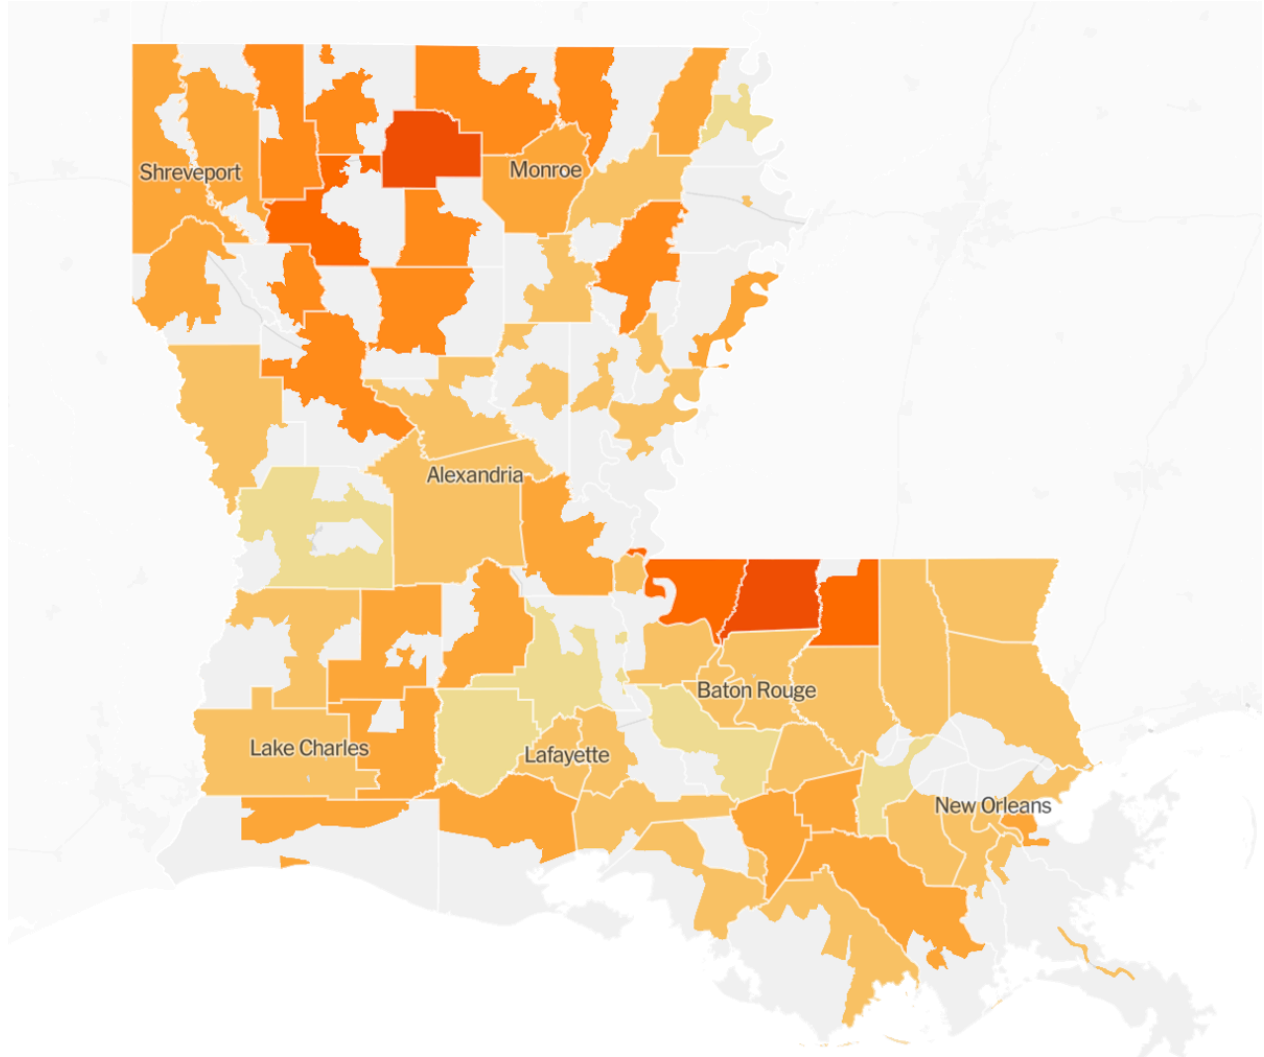 Shreveport
Monroe
Alexandria
Baton Rouge
Lake Charles
Lafayette
New Orleans